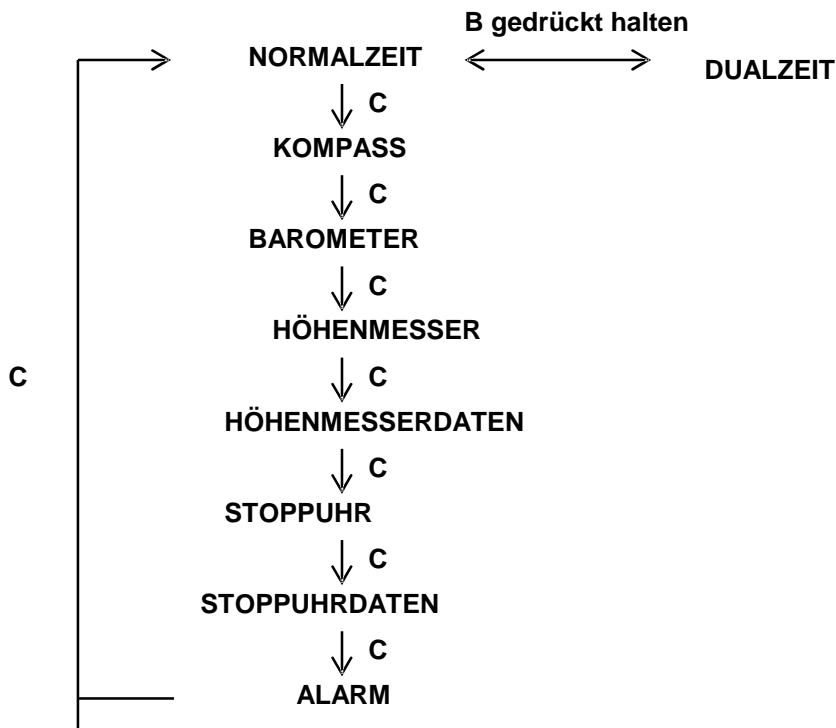 B gedrückt halten
NORMALZEIT
DUALZEIT
C
KOMPASS
C
BAROMETER
C
HÖHENMESSER
C
C
HÖHENMESSERDATEN
C
STOPPUHR
C
STOPPUHRDATEN
C
ALARM